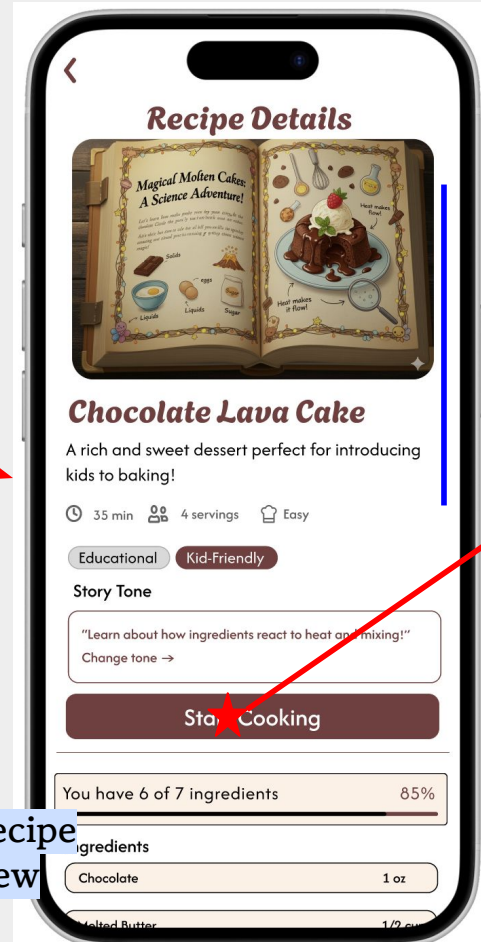 Recipe Details
Magical Molten Cakes:
A Science Adventure!
Solids
eggs
Liquids
Liquids
Sugar
Heat makes
flow!
Heat makes
it flow!
Chocolate Lava Cake
A rich and sweet dessert perfect for introducing
kids to baking!
35 min
4 servings
Easy
Educational
Kid-Friendly
Story Tone
"Learn about how ingredients react to heat and mixing!"
Change tone →
Start Cooking
You have 6 of 7 ingredients
85%
ecipe
ew
ngredients
Chocolate
1 oz
Melted Butter
1/2 cu